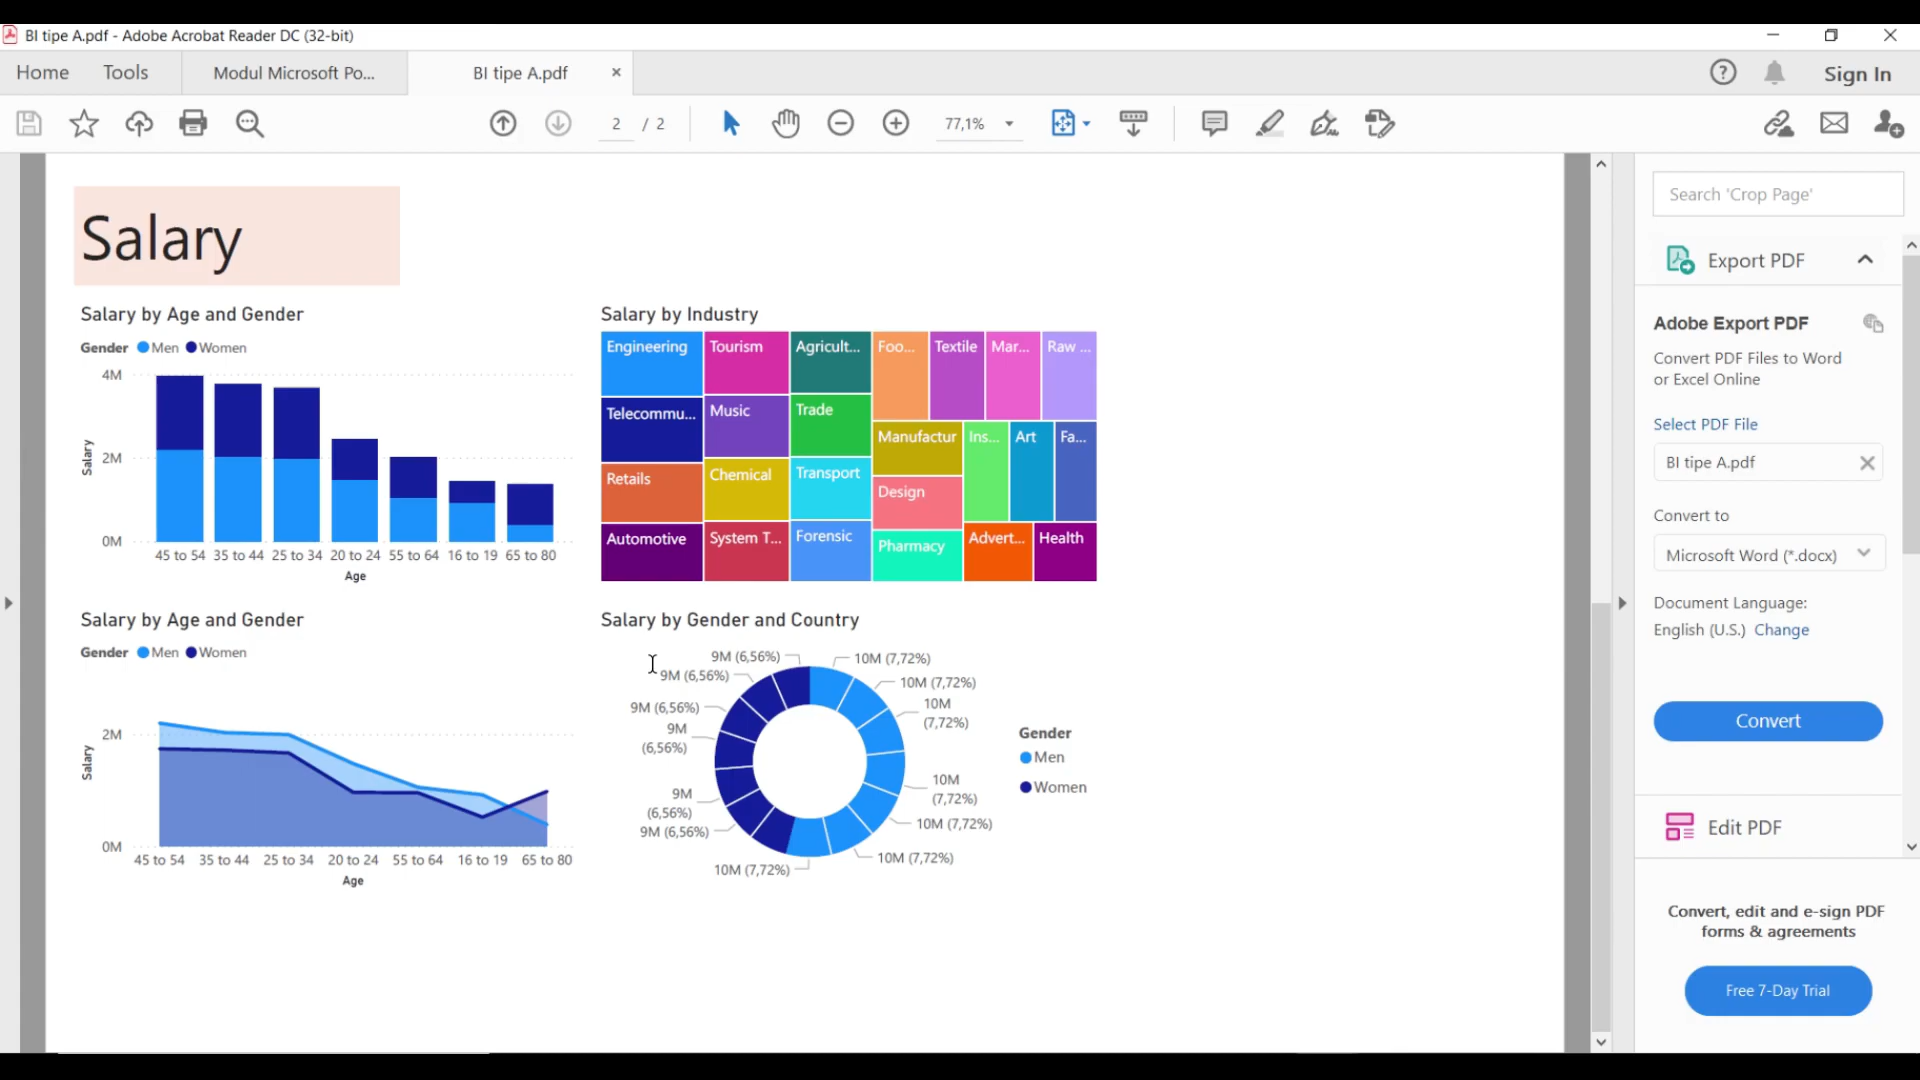 BI tipe A.pdf - Adobe Acrobat Reader DC (32-bit)
Home Tools Modul Microsoft Po... BI tipe A.pdf × Sign In
2 / 2 77,1%
Salary
Salary by Age and Gender
Gender Men Women
4M
2M
0M
Salary
45 to 54 35 to 44 25 to 34 20 to 24 55 to 64 16 to 19 65 to 80
Age
Salary by Industry
Engineering Tourism Agricult... Foo... Textile Mar... Raw ...
Telecommu... Music Trade Manufactur Ins... Art Fa...
Retails Chemical Transport Design
Automotive System T... Forensic Pharmacy Advert... Health
Salary by Age and Gender
Gender Men Women
2M
0M
Salary
45 to 54 35 to 44 25 to 34 20 to 24 55 to 64 16 to 19 65 to 80
Age
Salary by Gender and Country
9M (6,56%) 10M (7,72%)
9M (6,56%) 10M (7,72%)
9M (6,56%) 10M
(7,72%)
9M
(6,56%)
10M
(7,72%)
9M
(6,56%)
10M (7,72%)
9M (6,56%)
10M (7,72%)
10M (7,72%)
Gender
Men
Women
Search 'Crop Page'
Export PDF
Adobe Export PDF
Convert PDF Files to Word
or Excel Online
Select PDF File
BI tipe A.pdf
Convert to
Microsoft Word (*.docx)
Document Language:
English (U.S.) Change
Convert
Edit PDF
Convert, edit and e-sign PDF
forms & agreements
Free 7-Day Trial